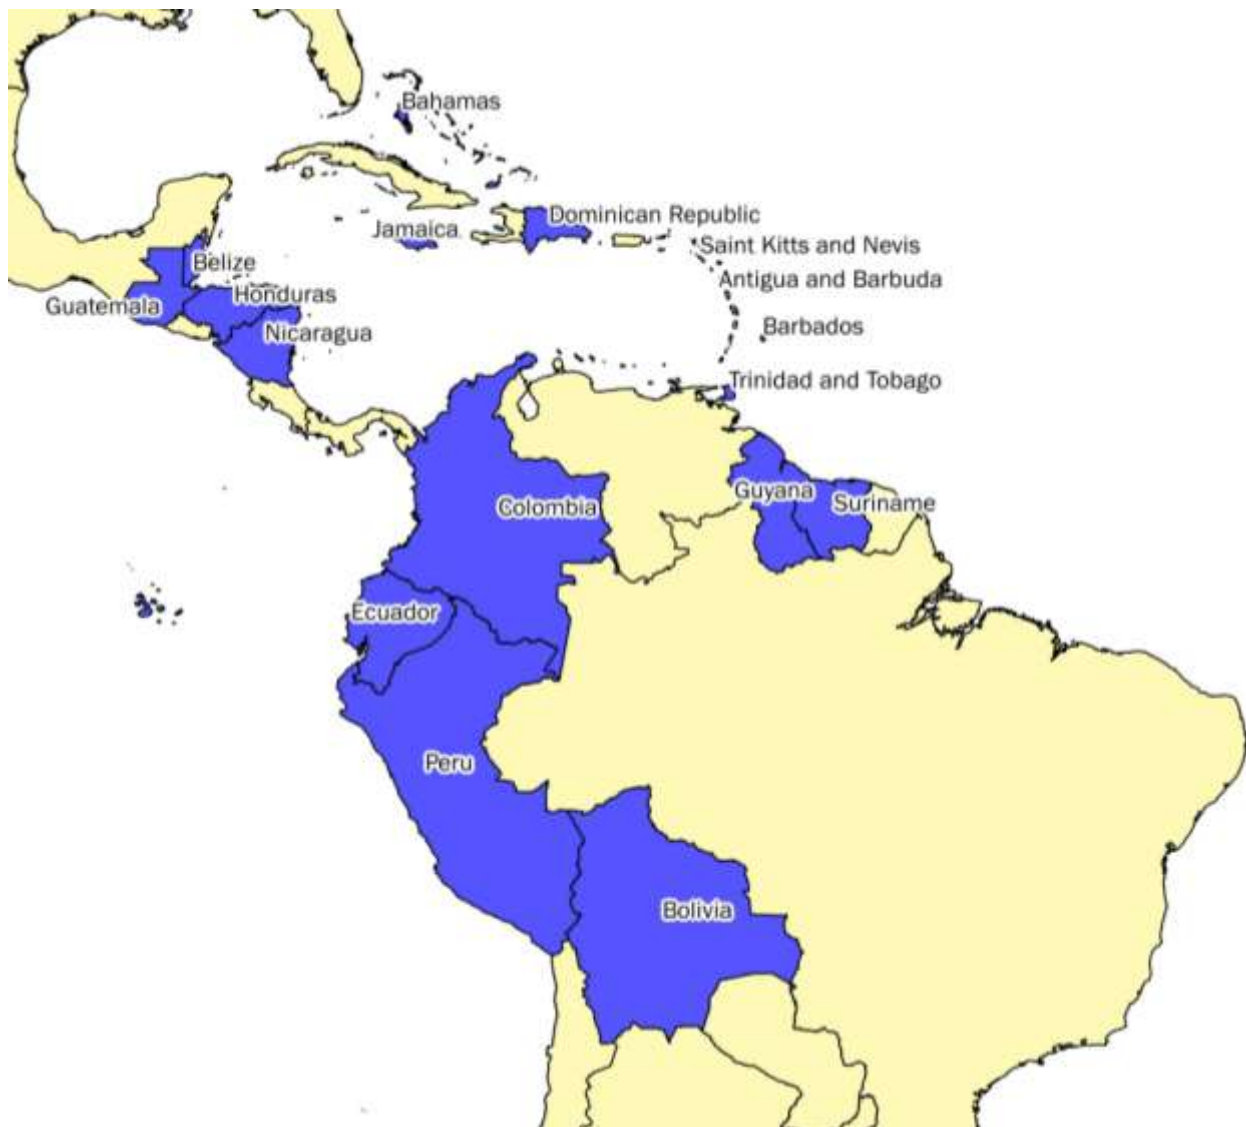 Bahamas
Dominican Republic
Jamaica
Saint Kitts and Nevis
Belize
Antigua and Barbuda
Honduras
Guatemala
Nicaragua
Barbados
Trinidad and Tobago
Guyana
Suriname
Colombia
Ecuador
Peru
Bolivia